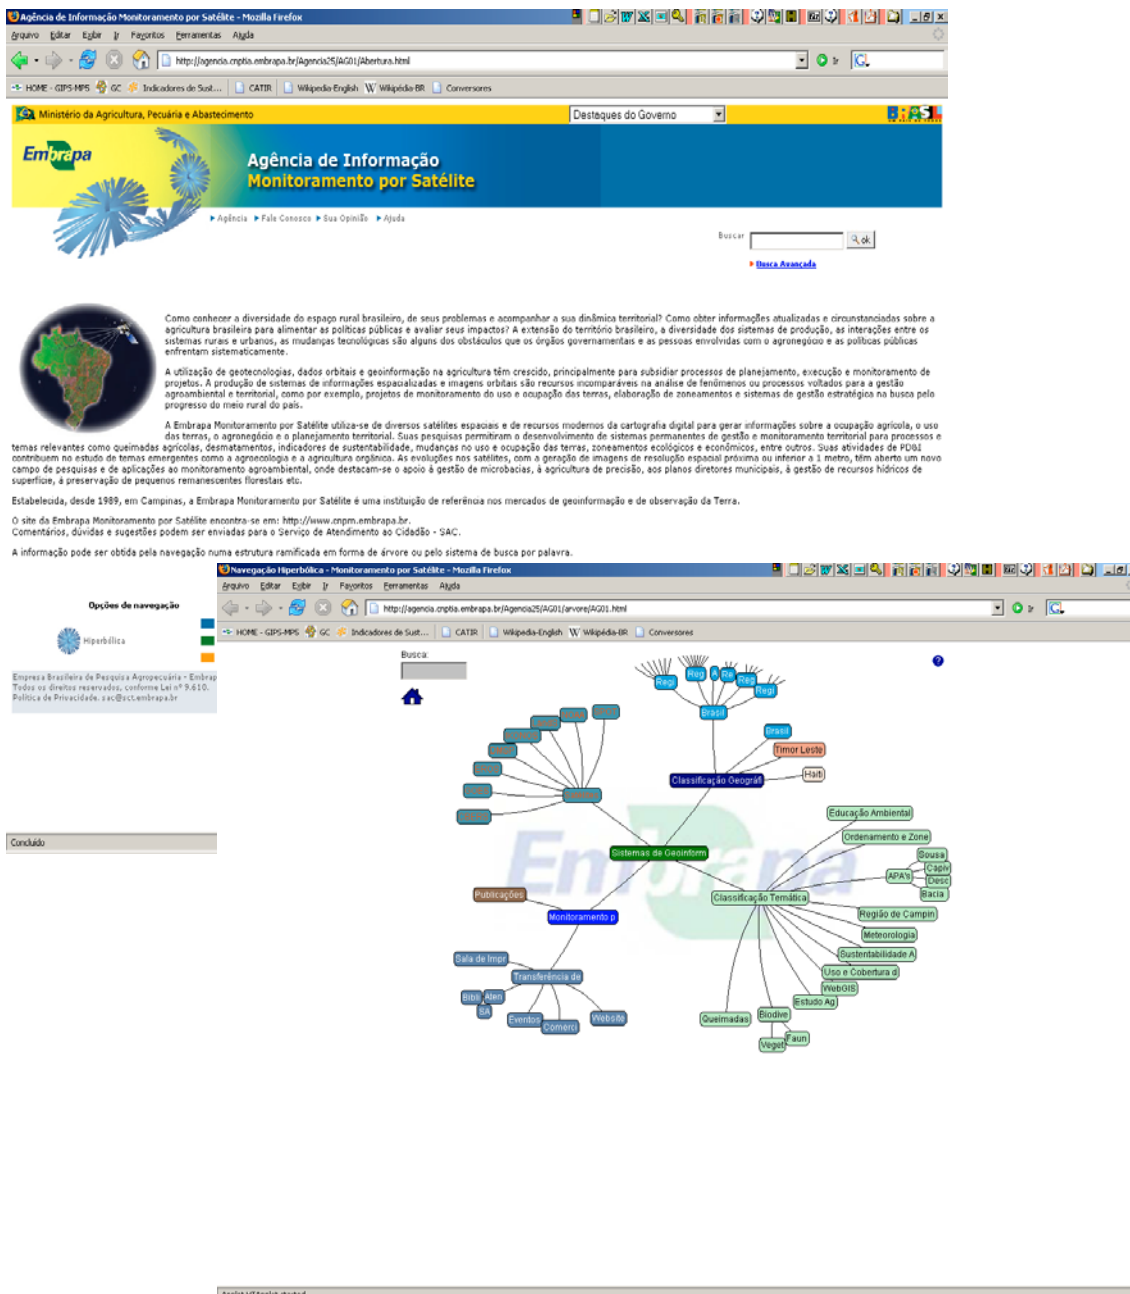 Agência de Informação Monitoramento por Satélite - Mozilla Firefox
Arquivo Editar Exibir Ir Favoritos Ferramentas Ajuda
http://agencia.cnptia.embrapa.br/Agencia25/AG01/Abertura.html
Ir
HOME - GIPS-MPS GC Indicadores de Sust... CATIR Wikipedia-English Wikipédia-BR Conversores
Ministério da Agricultura, Pecuária e Abastecimento
Destaques do Governo
BRASIL
Embrapa
Agência de Informação
Monitoramento por Satélite
Agência Fale Conosco Sua Opinião Ajuda
Buscar ok
Busca Avançada
Como conhecer a diversidade do espaço rural brasileiro, de seus problemas e acompanhar a sua dinâmica territorial? Como obter informações atualizadas e circunstanciadas sobre a
agricultura brasileira para alimentar as políticas públicas e avaliar seus impactos? A extensão do território brasileiro, a diversidade dos sistemas de produção, as interações entre os
sistemas rurais e urbanos, as mudanças tecnológicas são alguns dos obstáculos que os órgãos governamentais e as pessoas envolvidas com o agronegócio e as políticas públicas
enfrentam sistematicamente.
A utilização de geotecnologias, dados orbitais e geoinformação na agricultura têm crescido, principalmente para subsidiar processos de planejamento, execução e monitoramento de
projetos. A produção de sistemas de informações espacializadas e imagens orbitais são recursos incomparáveis na análise de fenômenos ou processos voltados para a gestão
agroambiental e territorial, como por exemplo, projetos de monitoramento do uso e ocupação das terras, elaboração de zoneamentos e sistemas de gestão estratégica na busca pelo
progresso do meio rural do país.
A Embrapa Monitoramento por Satélite utiliza-se de diversos satélites espaciais e de recursos modernos da cartografia digital para gerar informações sobre a ocupação agrícola, o uso
das terras, o agronegócio e o planejamento territorial. Suas pesquisas permitiram o desenvolvimento de sistemas permanentes de gestão e monitoramento territorial para processos e
temas relevantes como queimadas agrícolas, desmatamentos, indicadores de sustentabilidade, mudanças no uso e ocupação das terras, zoneamentos ecológicos e econômicos, entre outros. Suas atividades de PD&I
contribuem no estudo de temas emergentes como a agroecologia e a agricultura orgânica. As evoluções nos satélites, com a geração de imagens de resolução espacial próxima ou inferior a 1 metro, têm aberto um novo
campo de pesquisas e de aplicações ao monitoramento agroambiental, onde destacam-se o apoio à gestão de microbacias, à agricultura de precisão, aos planos diretores municipais, à gestão de recursos hídricos de
superfície, à preservação de pequenos remanescentes florestais etc.
Estabelecida, desde 1989, em Campinas, a Embrapa Monitoramento por Satélite é uma instituição de referência nos mercados de geoinformação e de observação da Terra.
O site da Embrapa Monitoramento por Satélite encontra-se em: http://www.cnpm.embrapa.br.
Comentários, dúvidas e sugestões podem ser enviadas para o Serviço de Atendimento ao Cidadão - SAC.
A informação pode ser obtida pela navegação numa estrutura ramificada em forma de árvore ou pelo sistema de busca por palavra.
Opções de navegação
Hiperbólica
Empresa Brasileira de Pesquisa Agropecuária - Embrap
Todos os direitos reservados, conforme Lei n° 9.610.
Política de Privacidade. sac@sct.embrapa.br
Concluído
Navegação Hiperbólica - Monitoramento por Satélite - Mozilla Firefox
Arquivo Editar Exibir Ir Favoritos Ferramentas Ajuda
http://agencia.cnptia.embrapa.br/Agencia25/AG01/arvore/AG01.html
Ir
HOME - GIPS-MPS GC Indicadores de Sust... CATIR Wikipedia-English Wikipédia-BR Conversores
Busca:
Regi Reg A Re Reg Regi
Brasil
Brasil
Timor Leste
Haiti
Classificação Geográfi
Educação Ambiental
Ordenamento e Zone
Sistemas de Geoinform
Embrapa
Sousa
Capiv
APA's
Desc
Bacia
Publicações
Classificação Temática
Monitoramento p
Região de Campin
Meteorologia
Sustentabilidade A
Sala de Impr
Uso e Cobertura d
Transferência de
WebGIS
Bibli Aten
Estudo Ag
SA
Eventos Comerci Website
Queimadas Biodive
Veget Faun